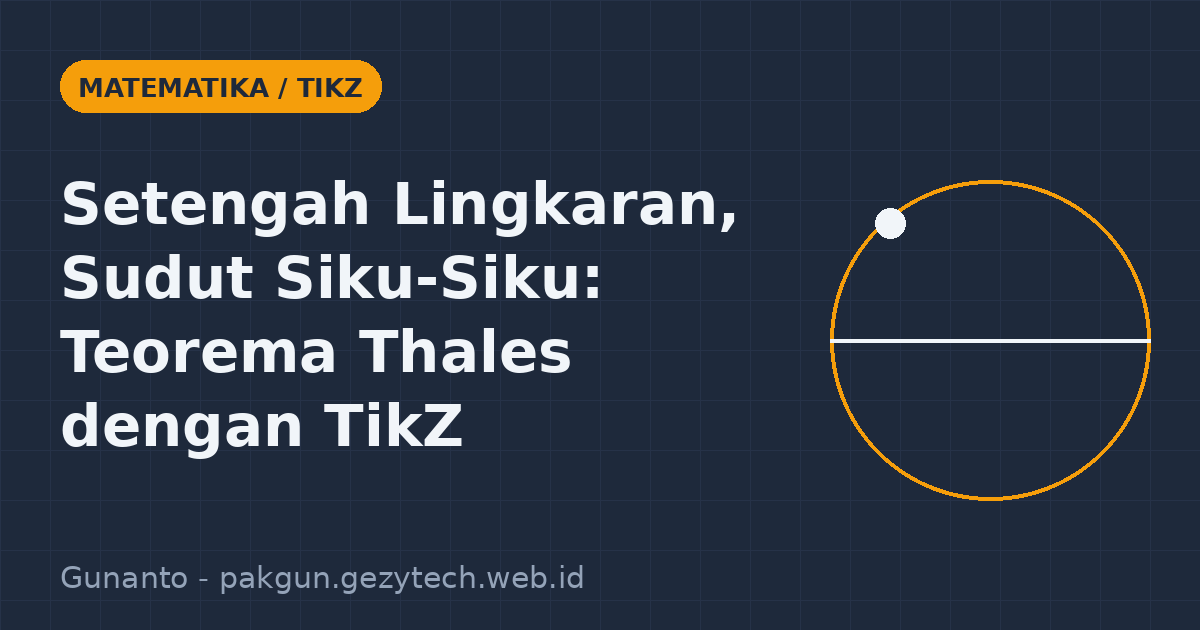 MATEMATIKA / TIKZ
Setengah Lingkaran,
Sudut Siku-Siku:
Teorema Thales
dengan TikZ
Gunanto - pakgun.gezytech.web.id